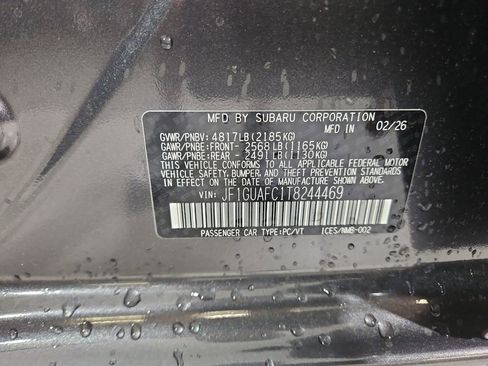 MFD BY SUBARU CORPORATION
MFD IN JAPAN 02/26
GVWR/PNBV: 4817LB(2185KG)
GAWR/PNBE:FRONT- 2568LB(1165KG)
GAWR/PNBE:REAR - 2491LB(1130KG)
THIS VEHICLE CONFORMS TO ALL APPLICABLE FEDERAL MOTOR
VEHICLE SAFETY, BUMPER, AND THEFT PREVENTION STANDARDS
IN EFFECT ON THE DATE OF MANUFACTURE SHOWN ABOVE.
VIN: JF1GUAFC1T8244469
PASSENGER CAR TYPE:PC/VT ICES/NMB-002